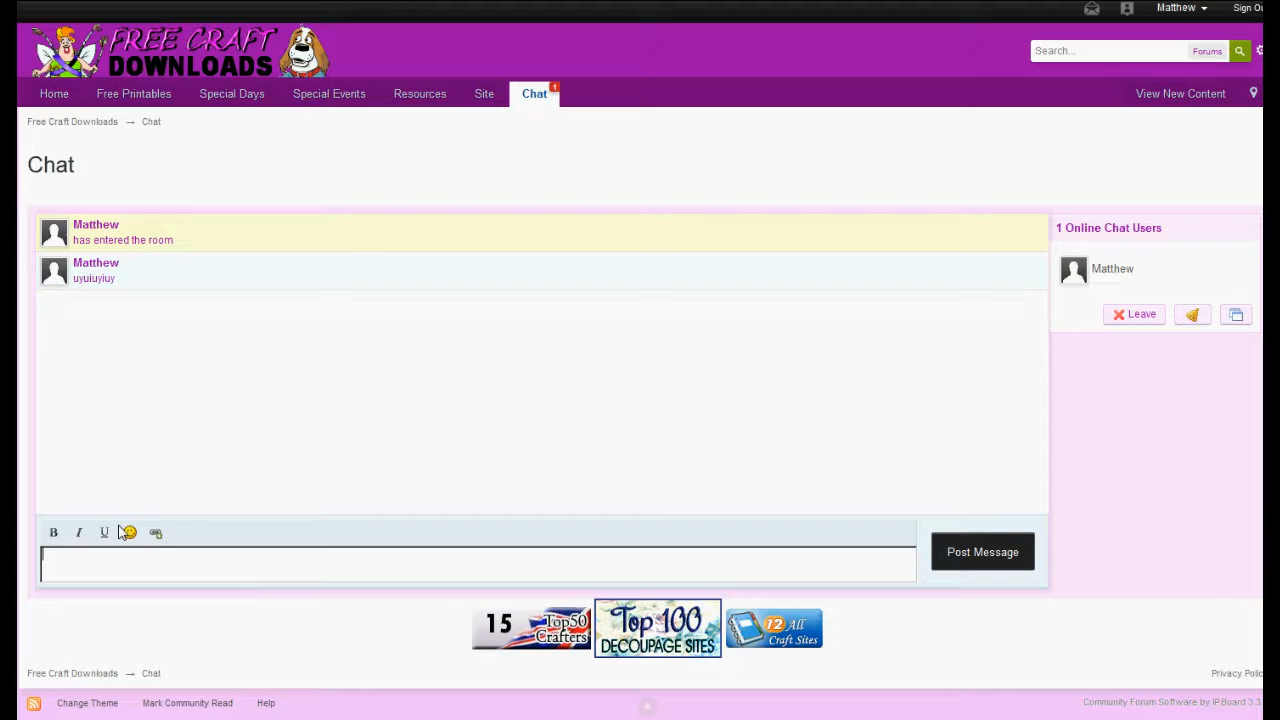 Matthew Sign O
FREE CRAFT
DOWNLOADS
Search... Forums
Home Free Printables Special Days Special Events Resources Site Chat 1 View New Content
Free Craft Downloads → Chat
Chat
Matthew
has entered the room
Matthew
uyuiuyiuy
1 Online Chat Users
Matthew
Leave
B I U
Post Message
15 Top50 Crafters
Top 100
DECOUPAGE SITES
12 All
Craft Sites
Free Craft Downloads → Chat Privacy Polic
Change Theme Mark Community Read Help Community Forum Software by IP.Board 3.3